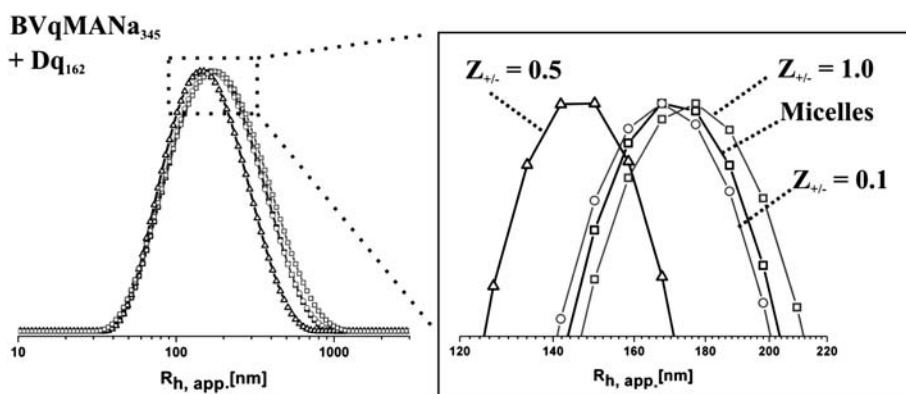 BVqMANa₃₄₅
+ Dq₁₆₂
10
100
1000
Rh, app.[nm]
Z+/- = 0.5
Z+/- = 1.0
Micelles
Z+/- = 0.1
120
140
160
180
200
220
Rh, app.[nm]